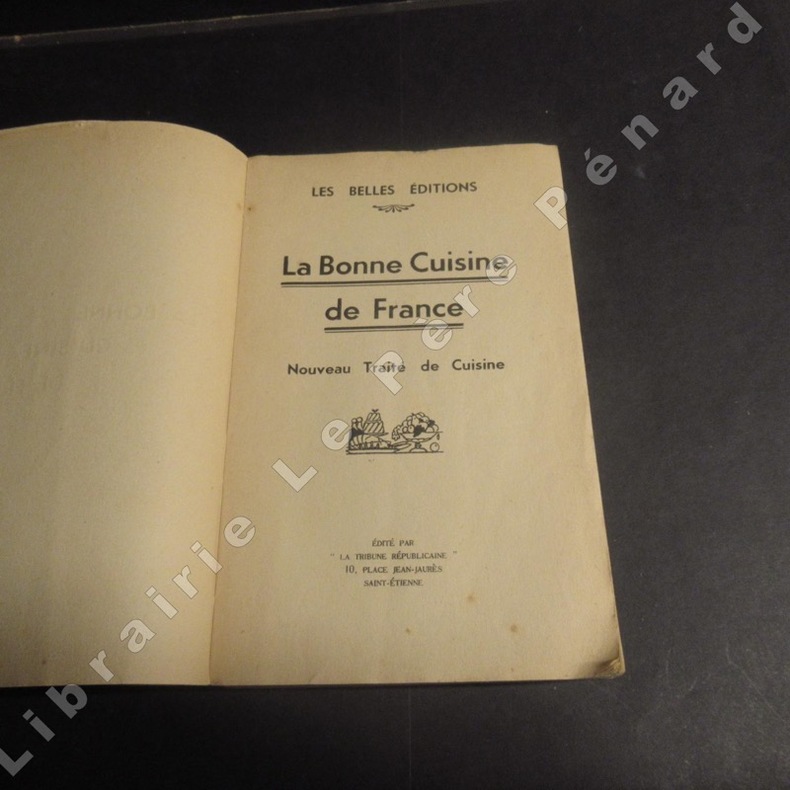 LES BELLES ÉDITIONS
La Bonne Cuisine
de France
Nouveau Traité de Cuisine
ÉDITÉ PAR
" LA TRIBUNE RÉPUBLICAINE "
10, PLACE JEAN-JAURÈS
SAINT-ÉTIENNE
Librairie Le Père Pénard